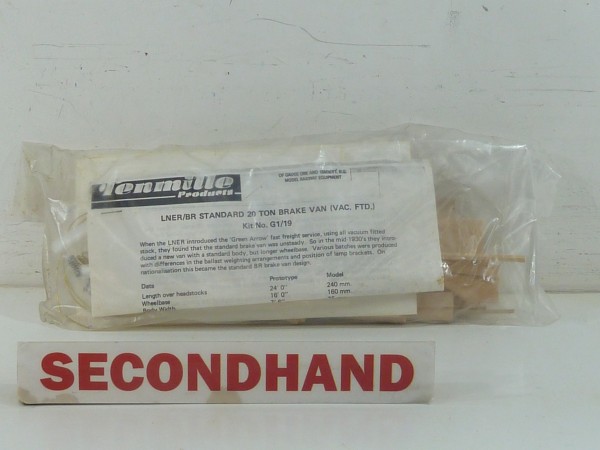 Tenmille
Products
LNER/BR STANDARD 20 TON BRAKE VAN (VAC. FTD.)
Kit No. G1/19
When the LNER introduced the 'Green Arrow' fast freight service, using all vacuum fitted
stock, they found that the standard brake van was unsteady. So in the mid 1930's they intro-
duced a new van with a standard body, but longer wheelbase. Various batches were produced
with differences in the ballast weighting arrangements and position of lamp brackets. On
nationalisation this became the standard BR brake van design.
Data Prototype Model
Length over headstocks 24' 0" 240 mm
Wheelbase 16' 0" 160 mm
Body Width
SECONDHAND